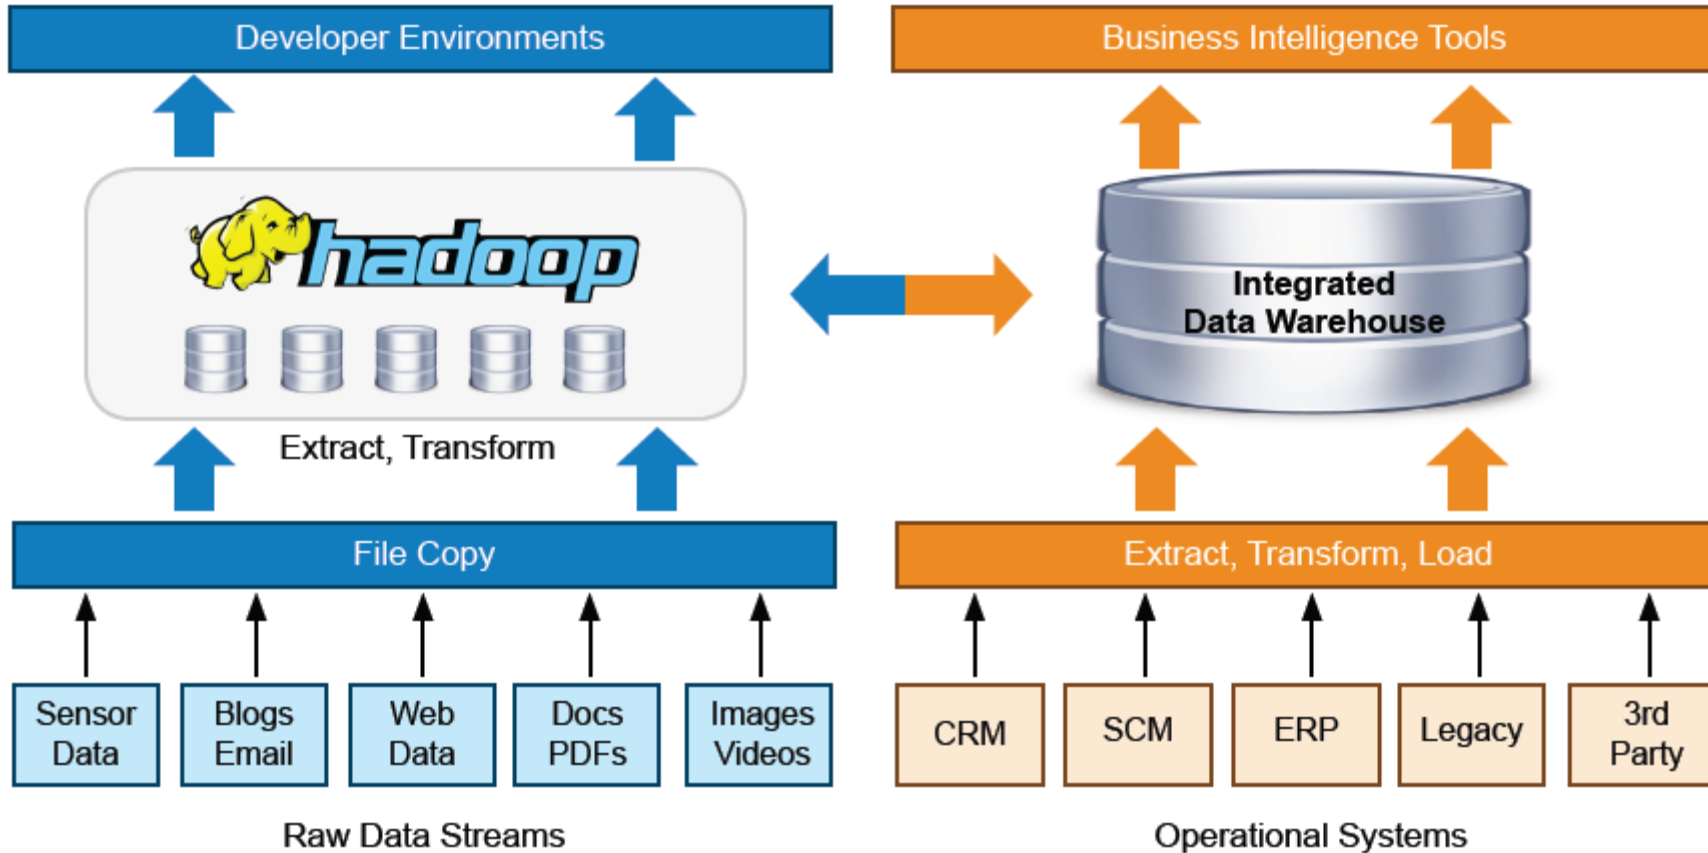 Developer Environments
Business Intelligence Tools
hadoop
Integrated
Data Warehouse
Extract, Transform
File Copy
Extract, Transform, Load
Sensor
Data
Blogs
Email
Web
Data
Docs
PDFs
Images
Videos
CRM
SCM
ERP
Legacy
3rd
Party
Raw Data Streams
Operational Systems